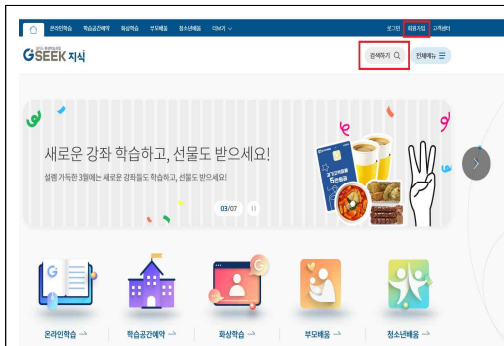 온라인학습 학습공간예약 화상학습 부모배움 청소년배움 더보기 로그인 회원가입 고객센터
GSEEK 지식 검색하기 전체메뉴
새로운 강좌 학습하고, 선물도 받으세요!
설렘 가득한 3월에는 새로운 강좌들도 학습하고, 선물도 받으세요!
03/07
온라인학습 → 학습공간예약 → 화상학습 → 부모배움 → 청소년배움 →